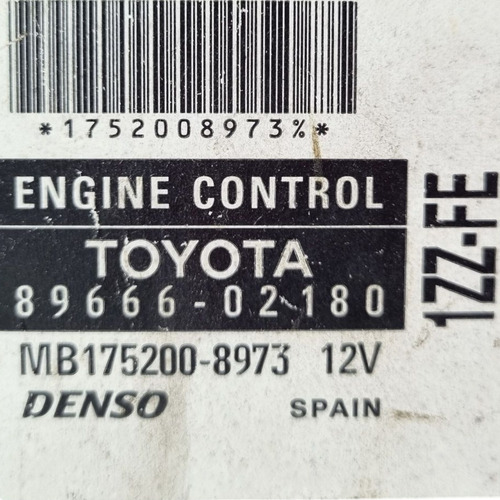 *1752008973%*
ENGINE CONTROL
TOYOTA
89666-02180
MB175200-8973 12V
DENSO SPAIN
1ZZ-FE